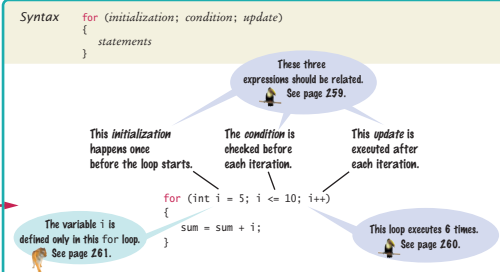 Syntax for (initialization; condition; update)
{
statements
}
These three
expressions should be related.
See page 259.
This initialization
happens once
before the loop starts.
The condition is
checked before
each iteration.
This update is
executed after
each iteration.
for (int i = 5; i <= 10; i++)
{
sum = sum + i;
}
The variable i is
defined only in this for loop.
See page 261.
This loop executes 6 times.
See page 260.